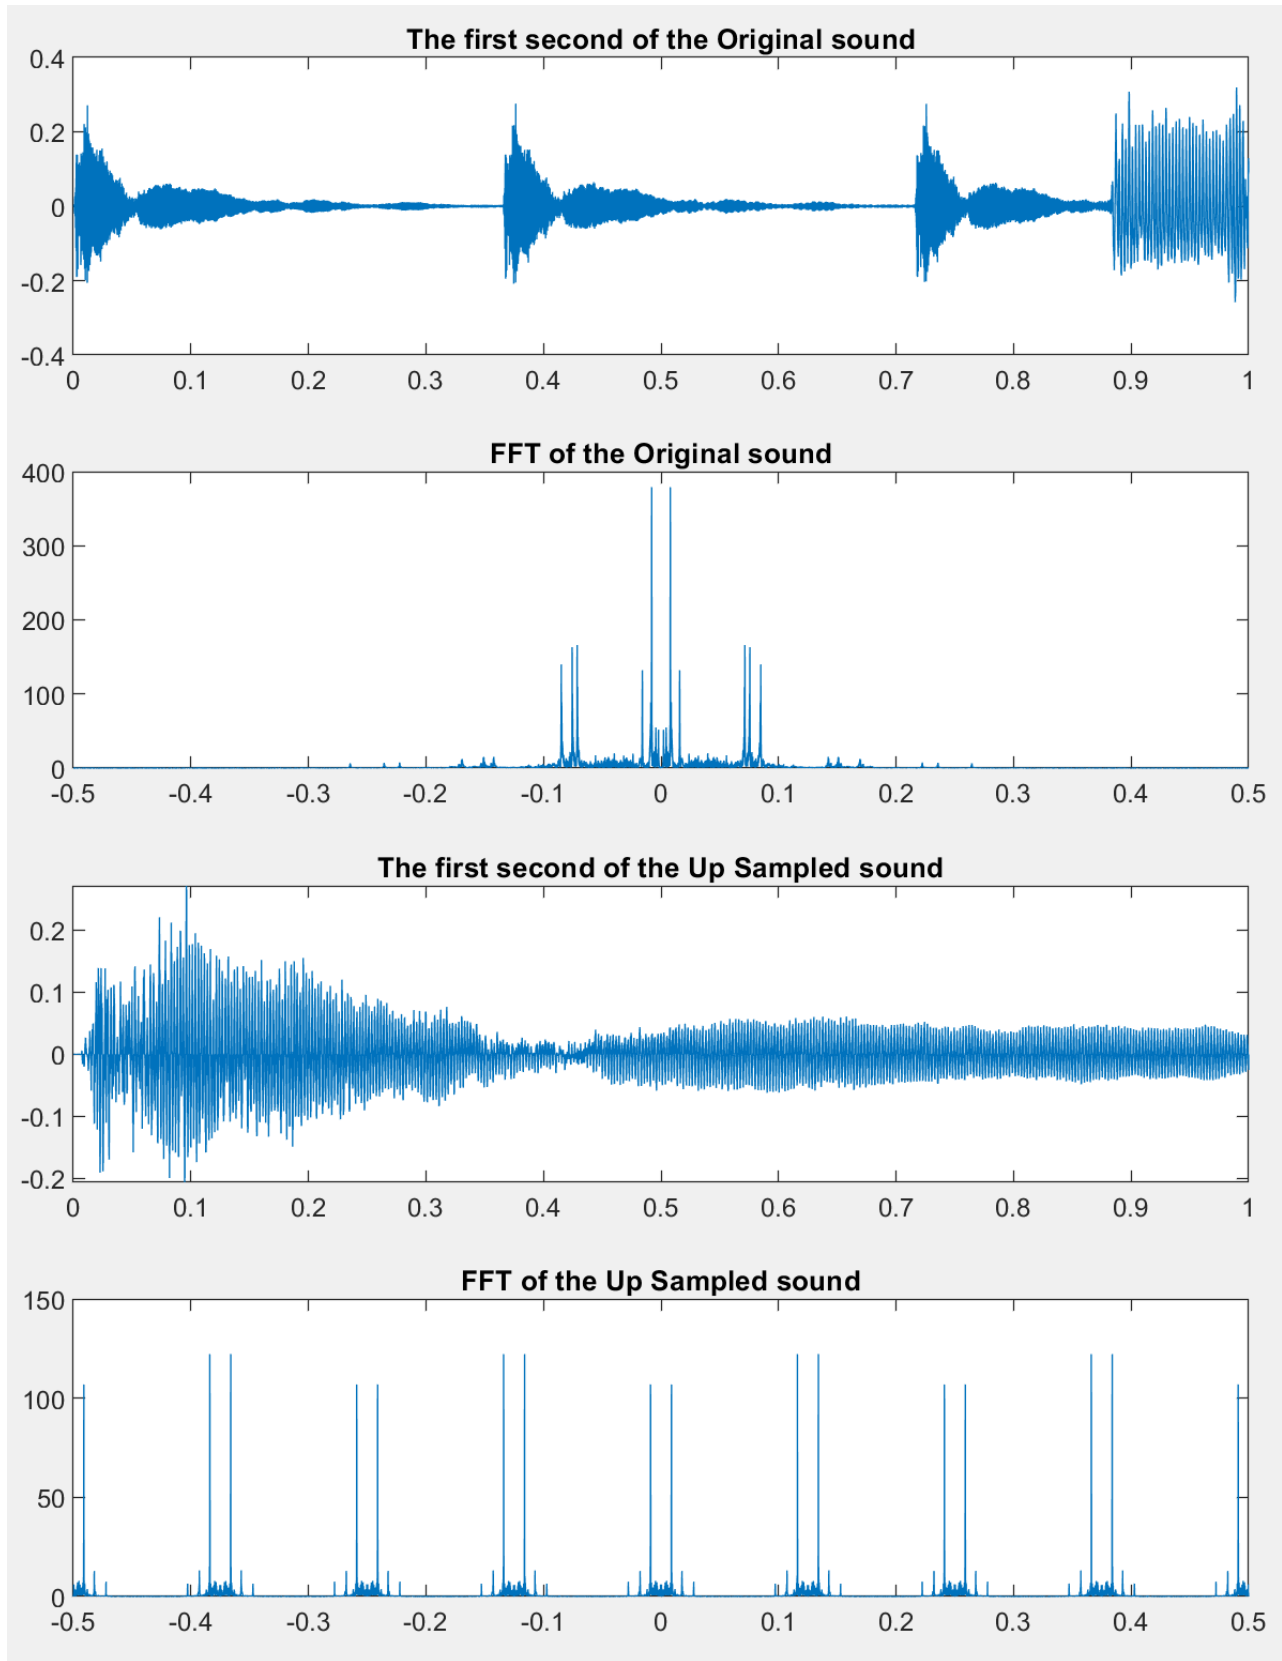 The first second of the Original sound
0.4
0.2
0
-0.2
-0.4
0 0.1 0.2 0.3 0.4 0.5 0.6 0.7 0.8 0.9 1
FFT of the Original sound
400
300
200
100
0
-0.5 -0.4 -0.3 -0.2 -0.1 0 0.1 0.2 0.3 0.4 0.5
The first second of the Up Sampled sound
0.2
0.1
0
-0.1
-0.2
0 0.1 0.2 0.3 0.4 0.5 0.6 0.7 0.8 0.9 1
FFT of the Up Sampled sound
150
100
50
0
-0.5 -0.4 -0.3 -0.2 -0.1 0 0.1 0.2 0.3 0.4 0.5